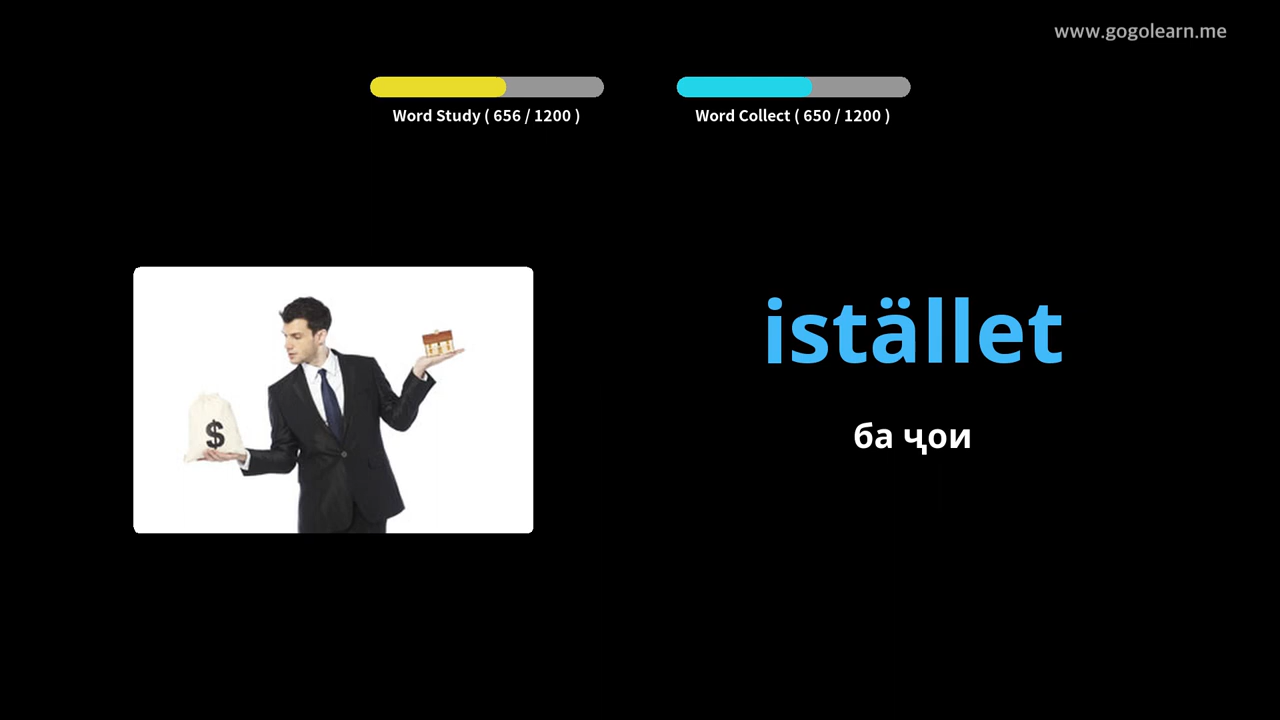 www.gogolearn.me
Word Study ( 656 / 1200 )
Word Collect ( 650 / 1200 )
$
istället
ба ҷои